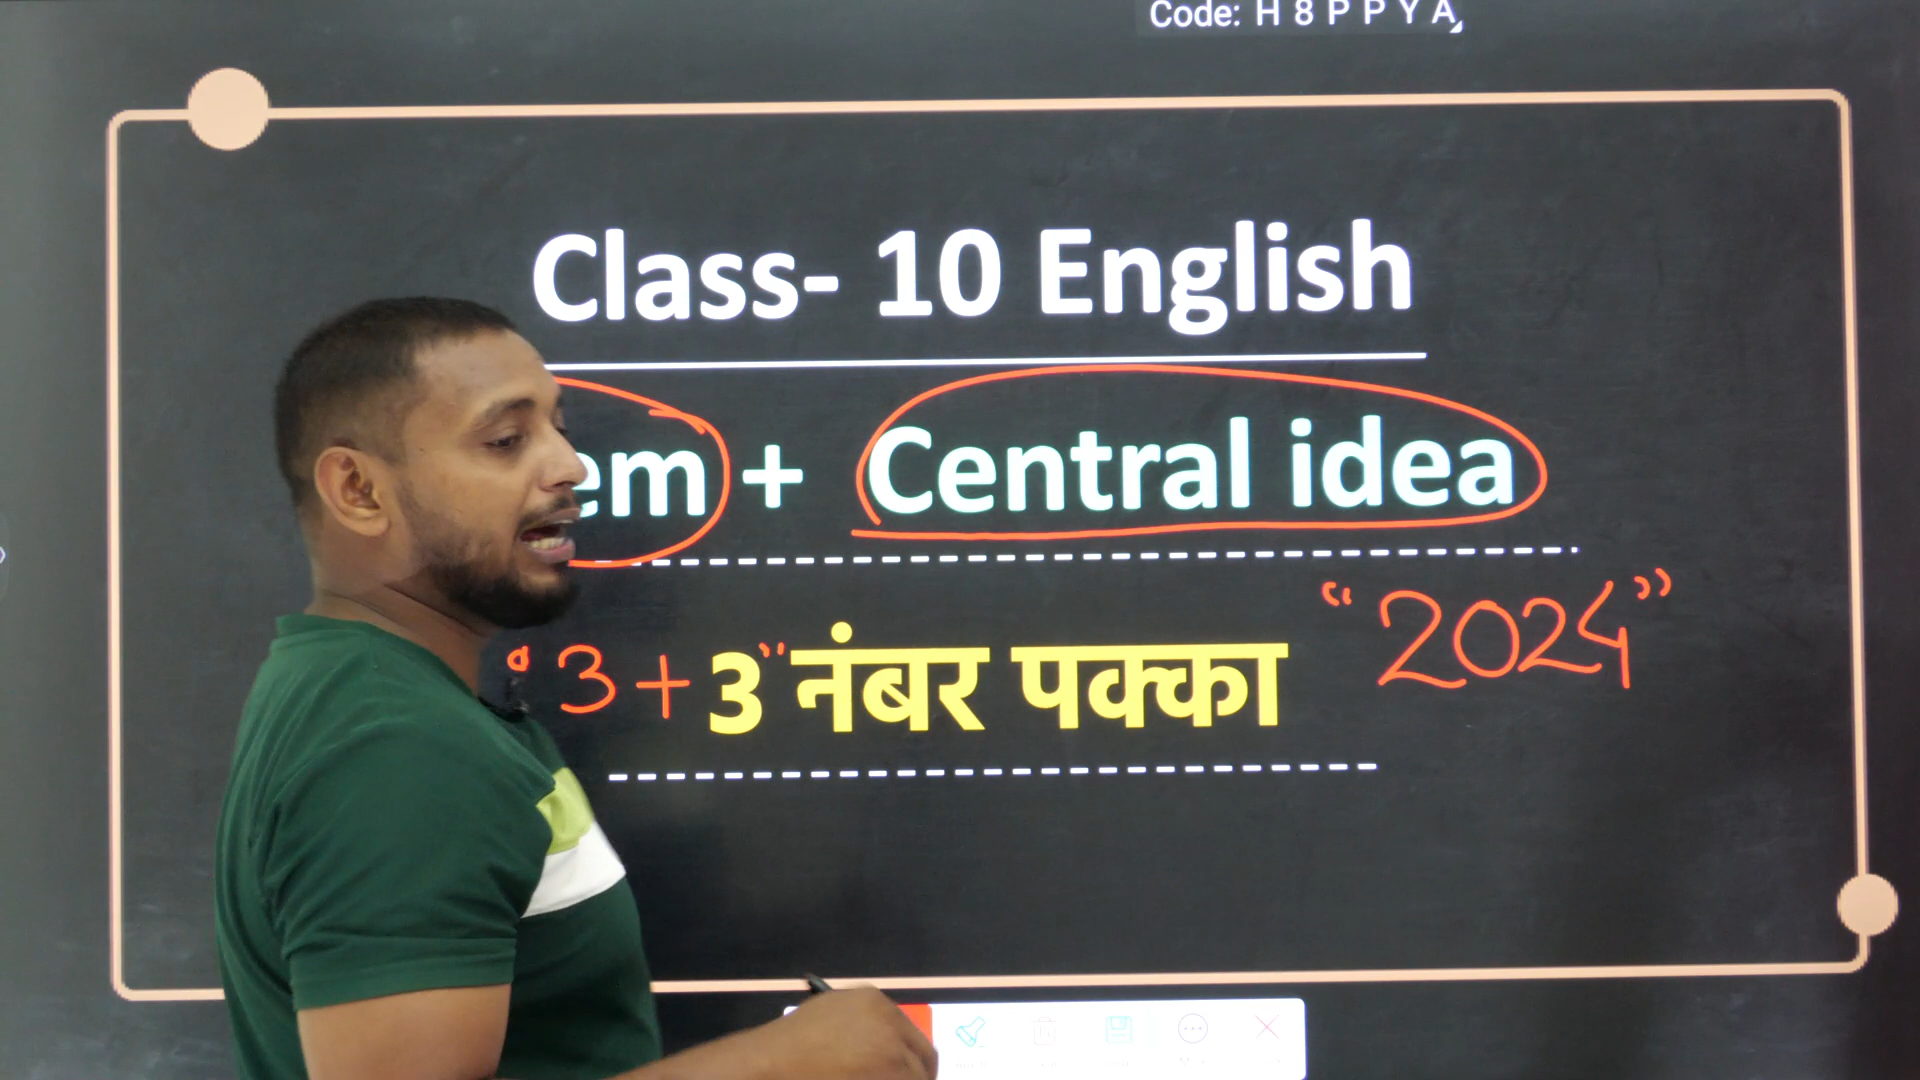 Code: H 8 P P Y A
Class- 10 English
em + Central idea
"3+3" नंबर पक्का "2024"